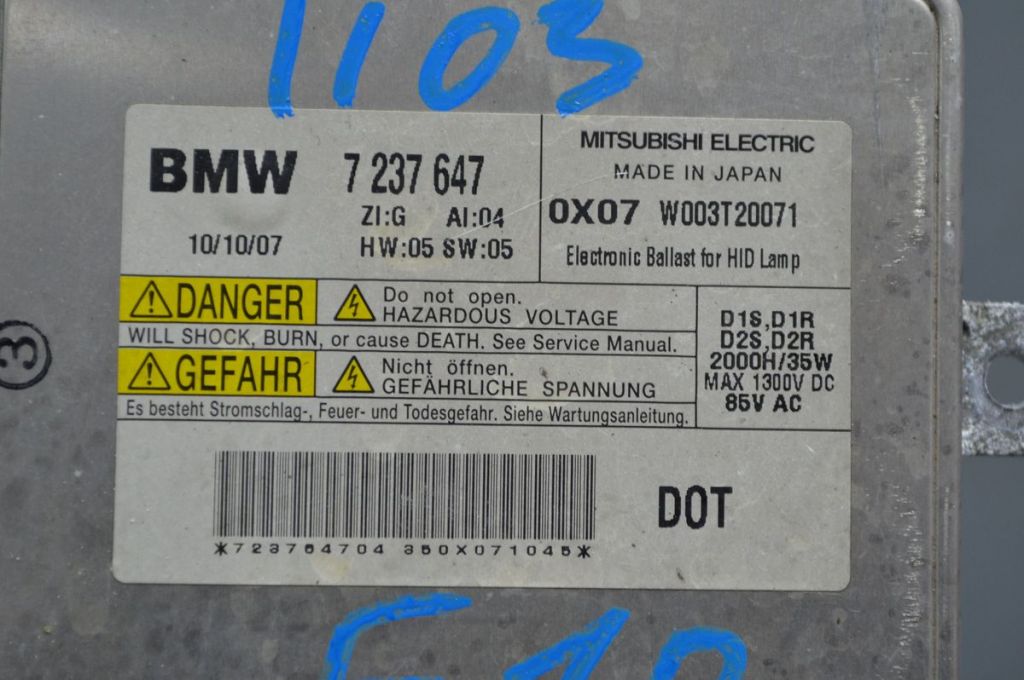 1103
BMW 7 237 647
ZI:G AI:04
10/10/07 HW:05 SW:05
MITSUBISHI ELECTRIC
MADE IN JAPAN
0X07 W003T20071
Electronic Ballast for HID Lamp
DANGER
Do not open.
HAZARDOUS VOLTAGE
WILL SHOCK, BURN, or cause DEATH. See Service Manual.
GEFAHR
Nicht öffnen.
GEFÄHRLICHE SPANNUNG
Es besteht Stromschlag-, Feuer- und Todesgefahr. Siehe Wartungsanleitung.
D1S,D1R
D2S,D2R
2000H/35W
MAX 1300V DC
85V AC
3
*723764704 350X071045*
DOT